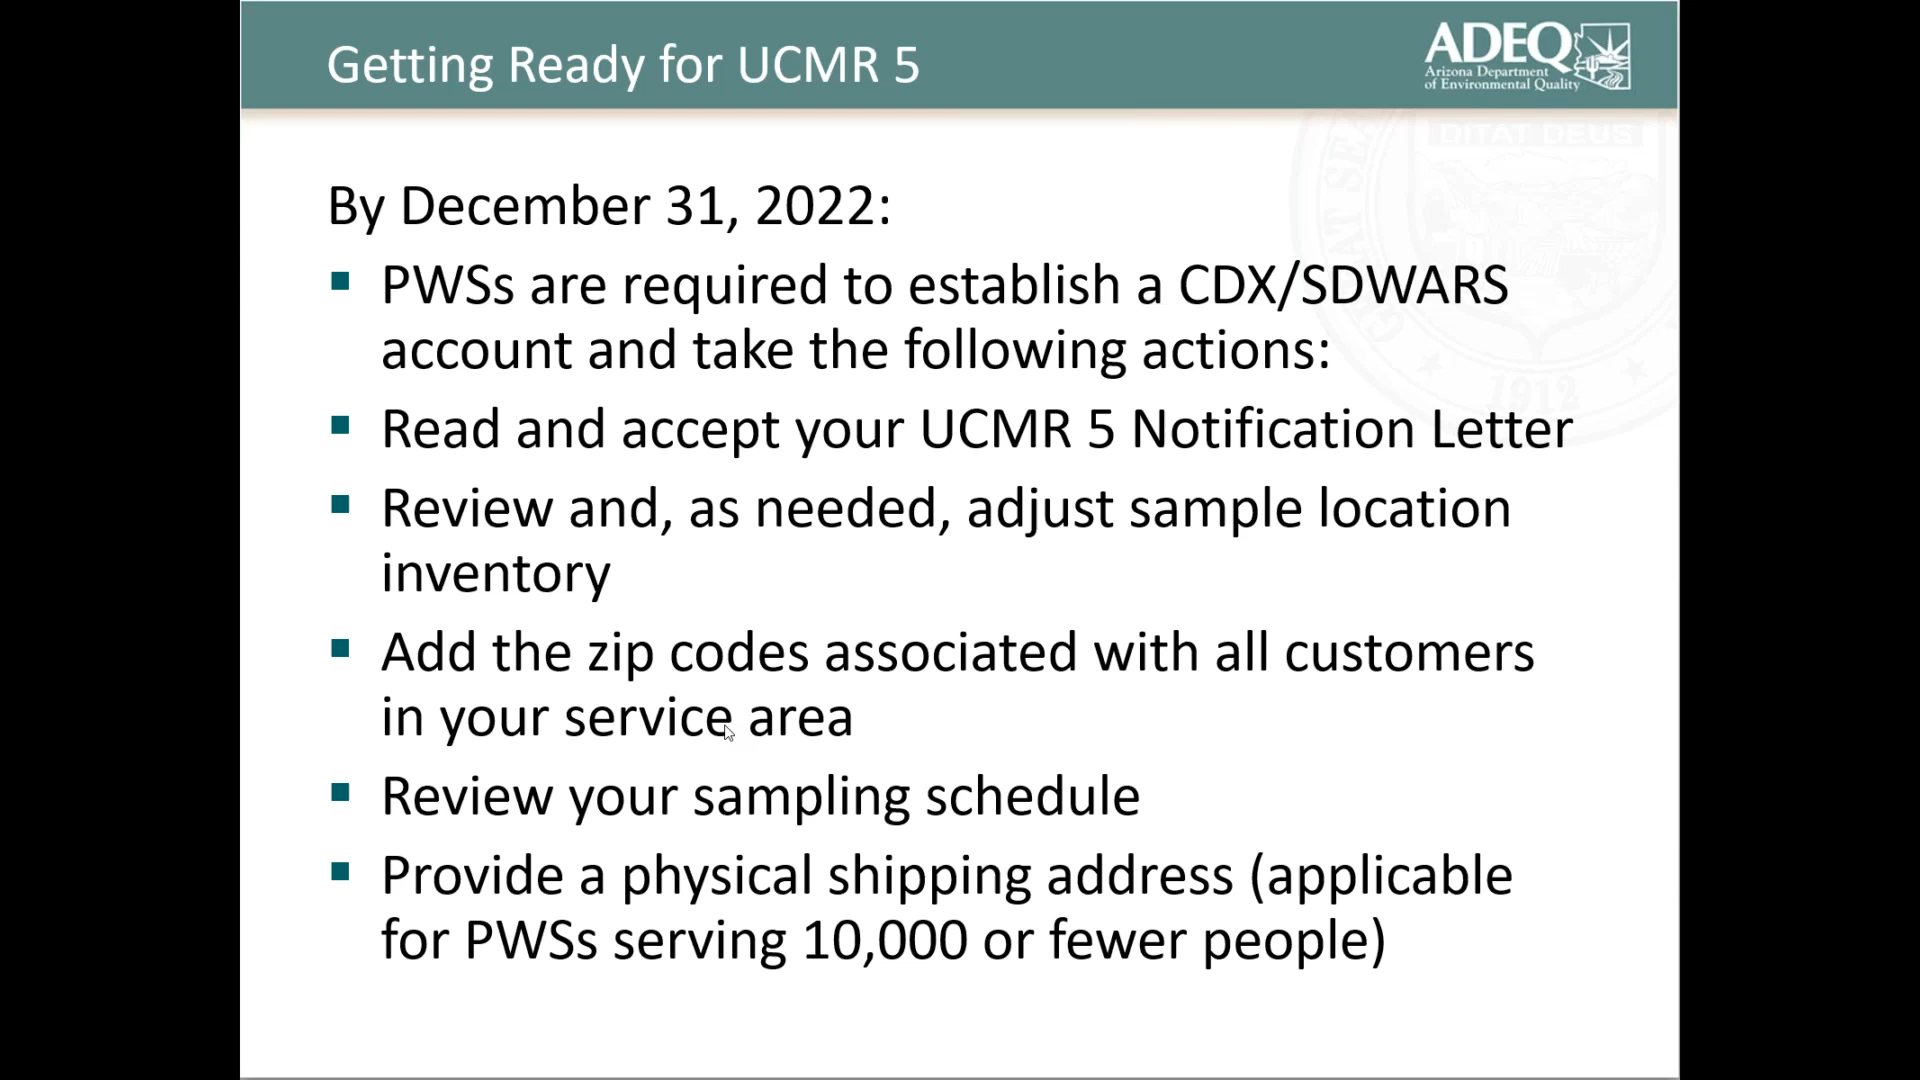 Getting Ready for UCMR 5
ADEQ
Arizona Department
of Environmental Quality
DITAT DEUS
By December 31, 2022:
PWSs are required to establish a CDX/SDWARS
account and take the following actions:
Read and accept your UCMR 5 Notification Letter
Review and, as needed, adjust sample location
inventory
Add the zip codes associated with all customers
in your service area
Review your sampling schedule
Provide a physical shipping address (applicable
for PWSs serving 10,000 or fewer people)
1912